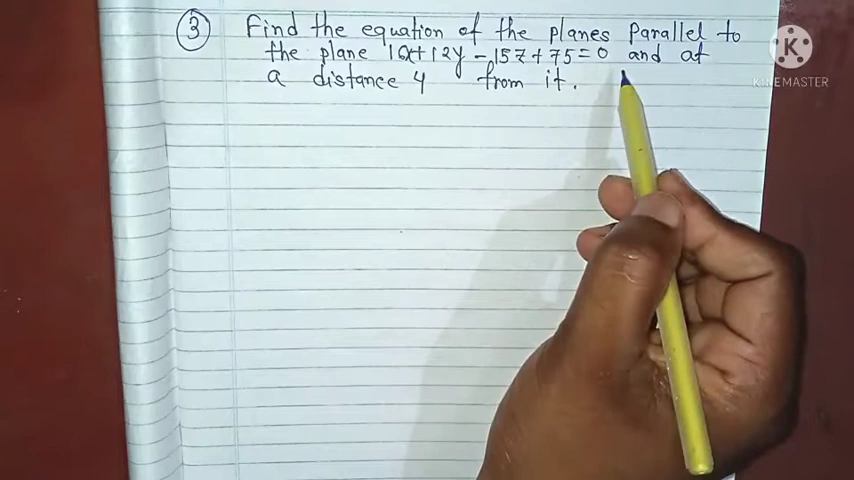 ③ Find the equation of the planes Parallel to
the plane 16x+12y-15z+75=0 and at
a distance 4 from it.
K
KINEMASTER